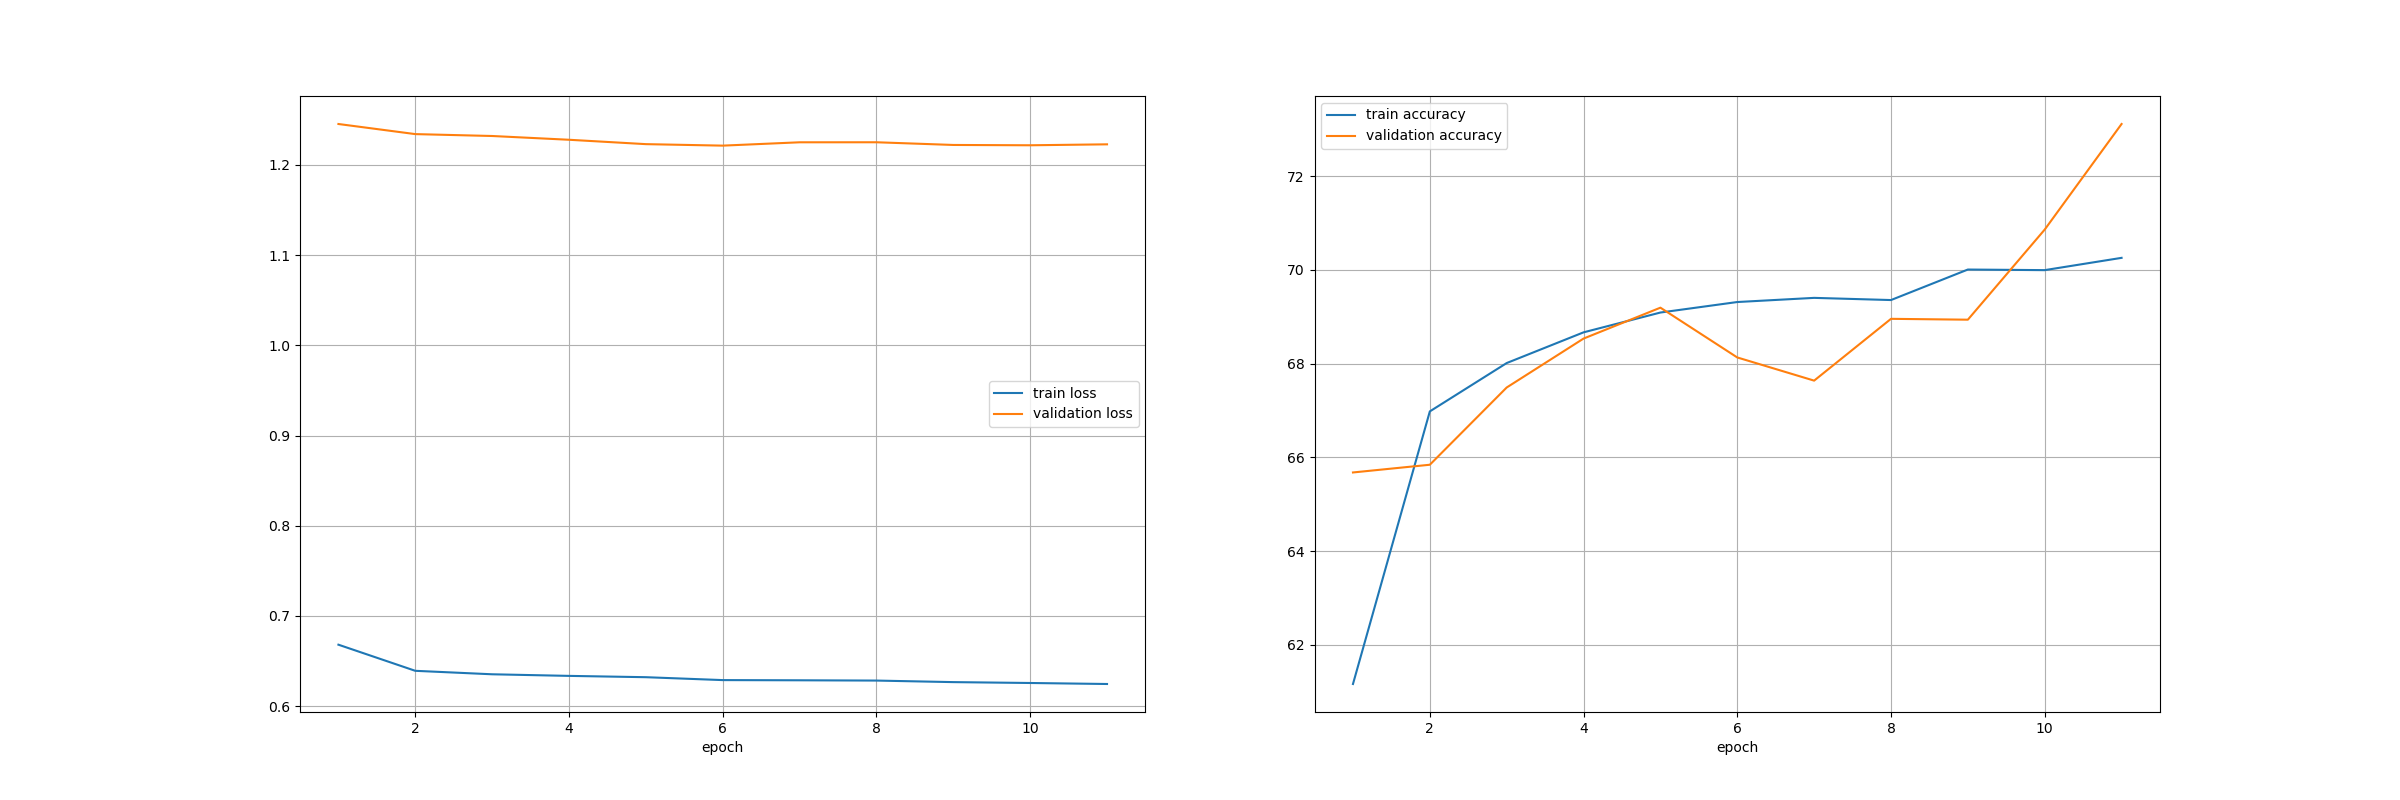 1.2
1.1
1.0
0.9
0.8
0.7
0.6
2 4 6 8 10
epoch
train loss
validation loss
train accuracy
validation accuracy
72
70
68
66
64
62
2 4 6 8 10
epoch